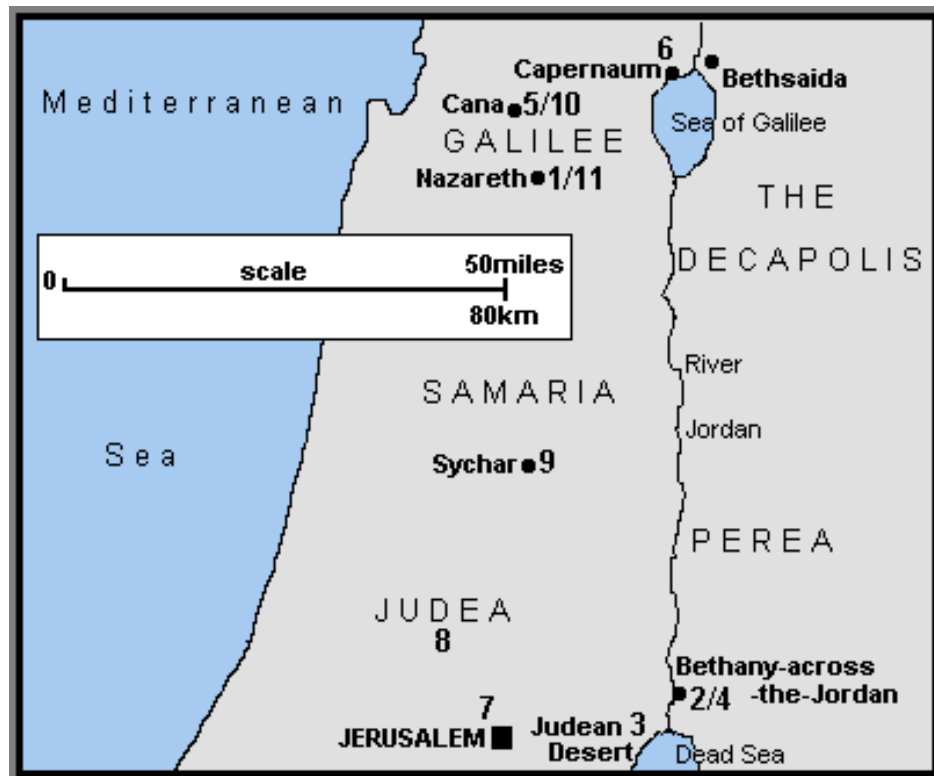 6
Capernaum
Bethsaida
Mediterranean
Cana 5/10
Sea of Galilee
GALILEE
Nazareth 1/11
THE
DECAPOLIS
0 scale 50miles
80km
River
SAMARIA
Jordan
Sea
Sychar 9
PEREA
JUDEA
8
Bethany-across
2/4 -the-Jordan
7
JERUSALEM
Judean 3
Desert
Dead Sea